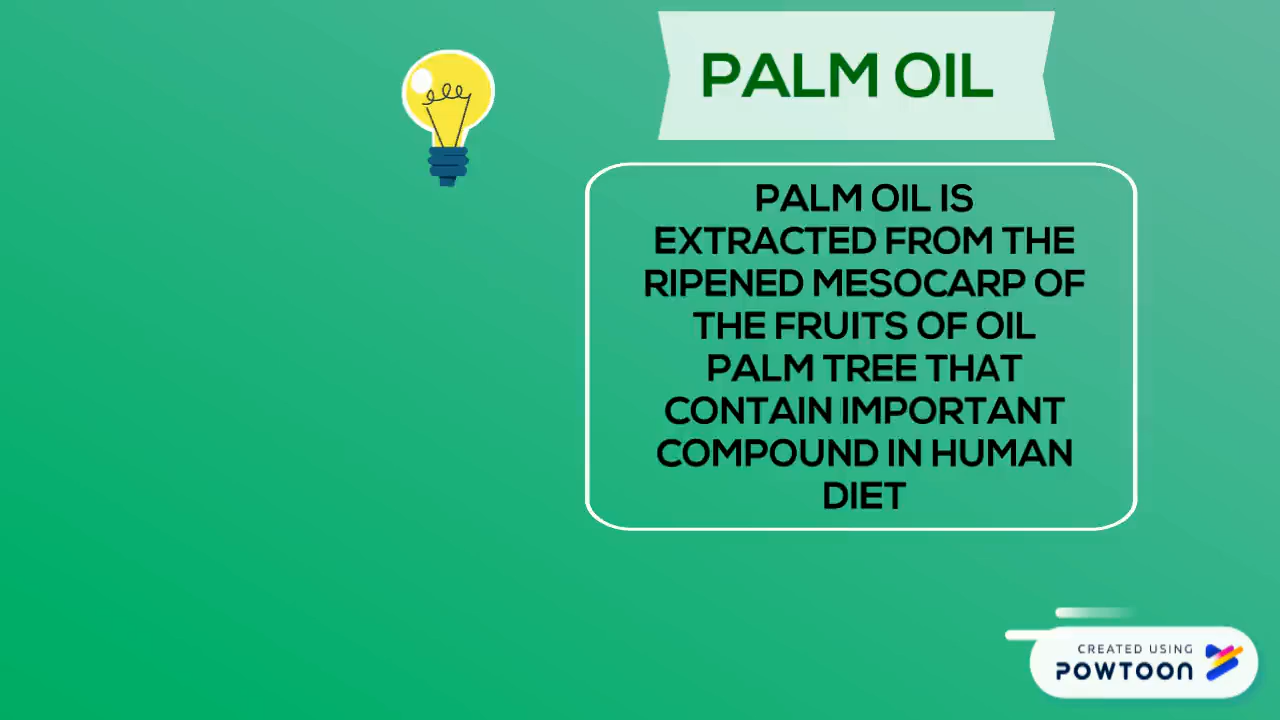 PALM OIL
PALM OIL IS
EXTRACTED FROM THE
RIPENED MESOCARP OF
THE FRUITS OF OIL
PALM TREE THAT
CONTAIN IMPORTANT
COMPOUND IN HUMAN
DIET
CREATED USING
POWTOON